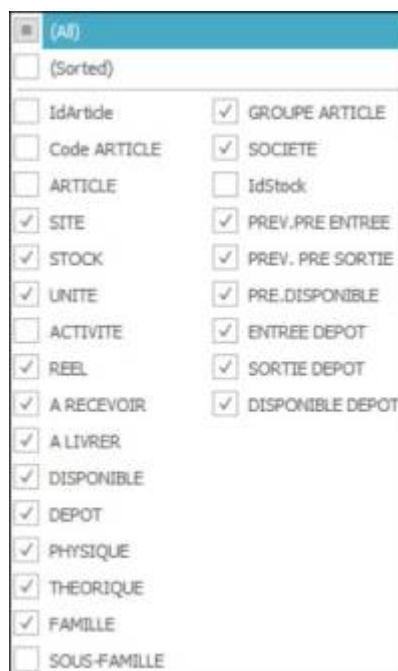 (All)
(Sorted)
IdArticle
Code ARTICLE
ARTICLE
SITE
STOCK
UNITE
ACTIVITE
REEL
A RECEVOIR
A LIVRER
DISPONIBLE
DEPOT
PHYSIQUE
THEORIQUE
FAMILLE
SOUS-FAMILLE
GROUPE ARTICLE
SOCIETE
IdStock
PREV.PRE ENTREE
PREV. PRE SORTIE
PRE.DISPONIBLE
ENTREE DEPOT
SORTIE DEPOT
DISPONIBLE DEPOT